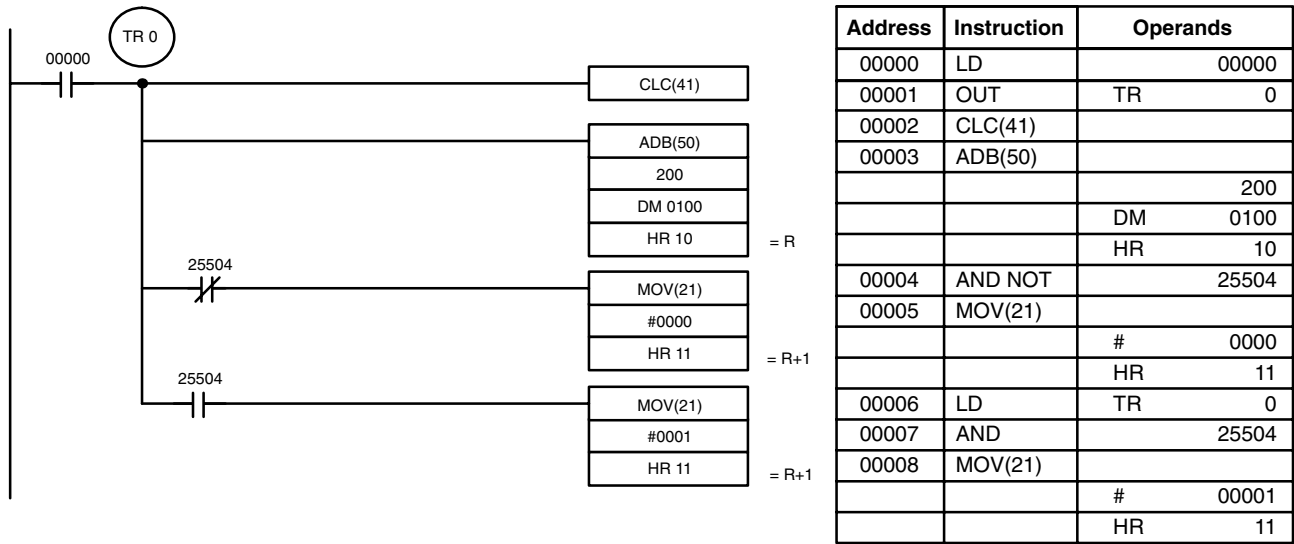 TR 0
00000
CLC(41)
ADB(50)
200
DM 0100
HR 10 = R
25504
MOV(21)
#0000
HR 11 = R+1
25504
MOV(21)
#0001
HR 11 = R+1
Address Instruction Operands
00000 LD 00000
00001 OUT TR 0
00002 CLC(41)
00003 ADB(50)
200
DM 0100
HR 10
00004 AND NOT 25504
00005 MOV(21)
# 0000
HR 11
00006 LD TR 0
00007 AND 25504
00008 MOV(21)
# 00001
HR 11